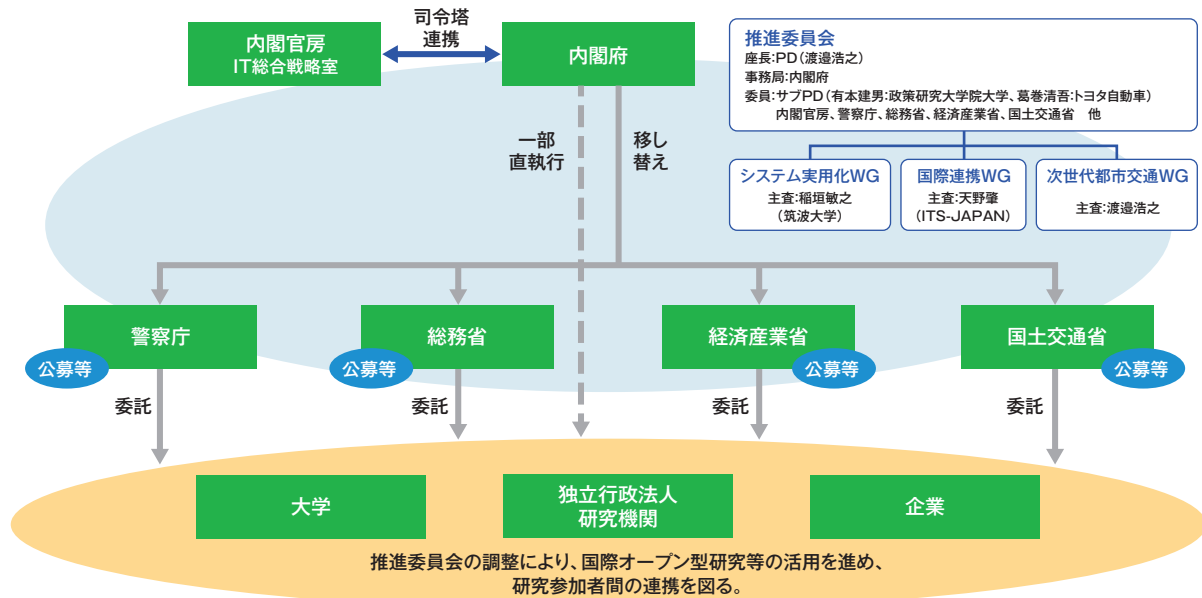 司令塔
連携
内閣官房
IT総合戦略室
内閣府
推進委員会
座長:PD(渡邉浩之)
事務局:内閣府
委員:サブPD(有本建男:政策研究大学院大学、葛巻清吾:トヨタ自動車)
内閣官房、警察庁、総務省、経済産業省、国土交通省 他
一部
直執行
移し
替え
システム実用化WG
主査:稲垣敏之
(筑波大学)
国際連携WG
主査:天野肇
(ITS-JAPAN)
次世代都市交通WG
主査:渡邉浩之
警察庁
総務省
経済産業省
国土交通省
公募等
公募等
公募等
公募等
委託
委託
委託
委託
大学
独立行政法人
研究機関
企業
推進委員会の調整により、国際オープン型研究等の活用を進め、
研究参加者間の連携を図る。